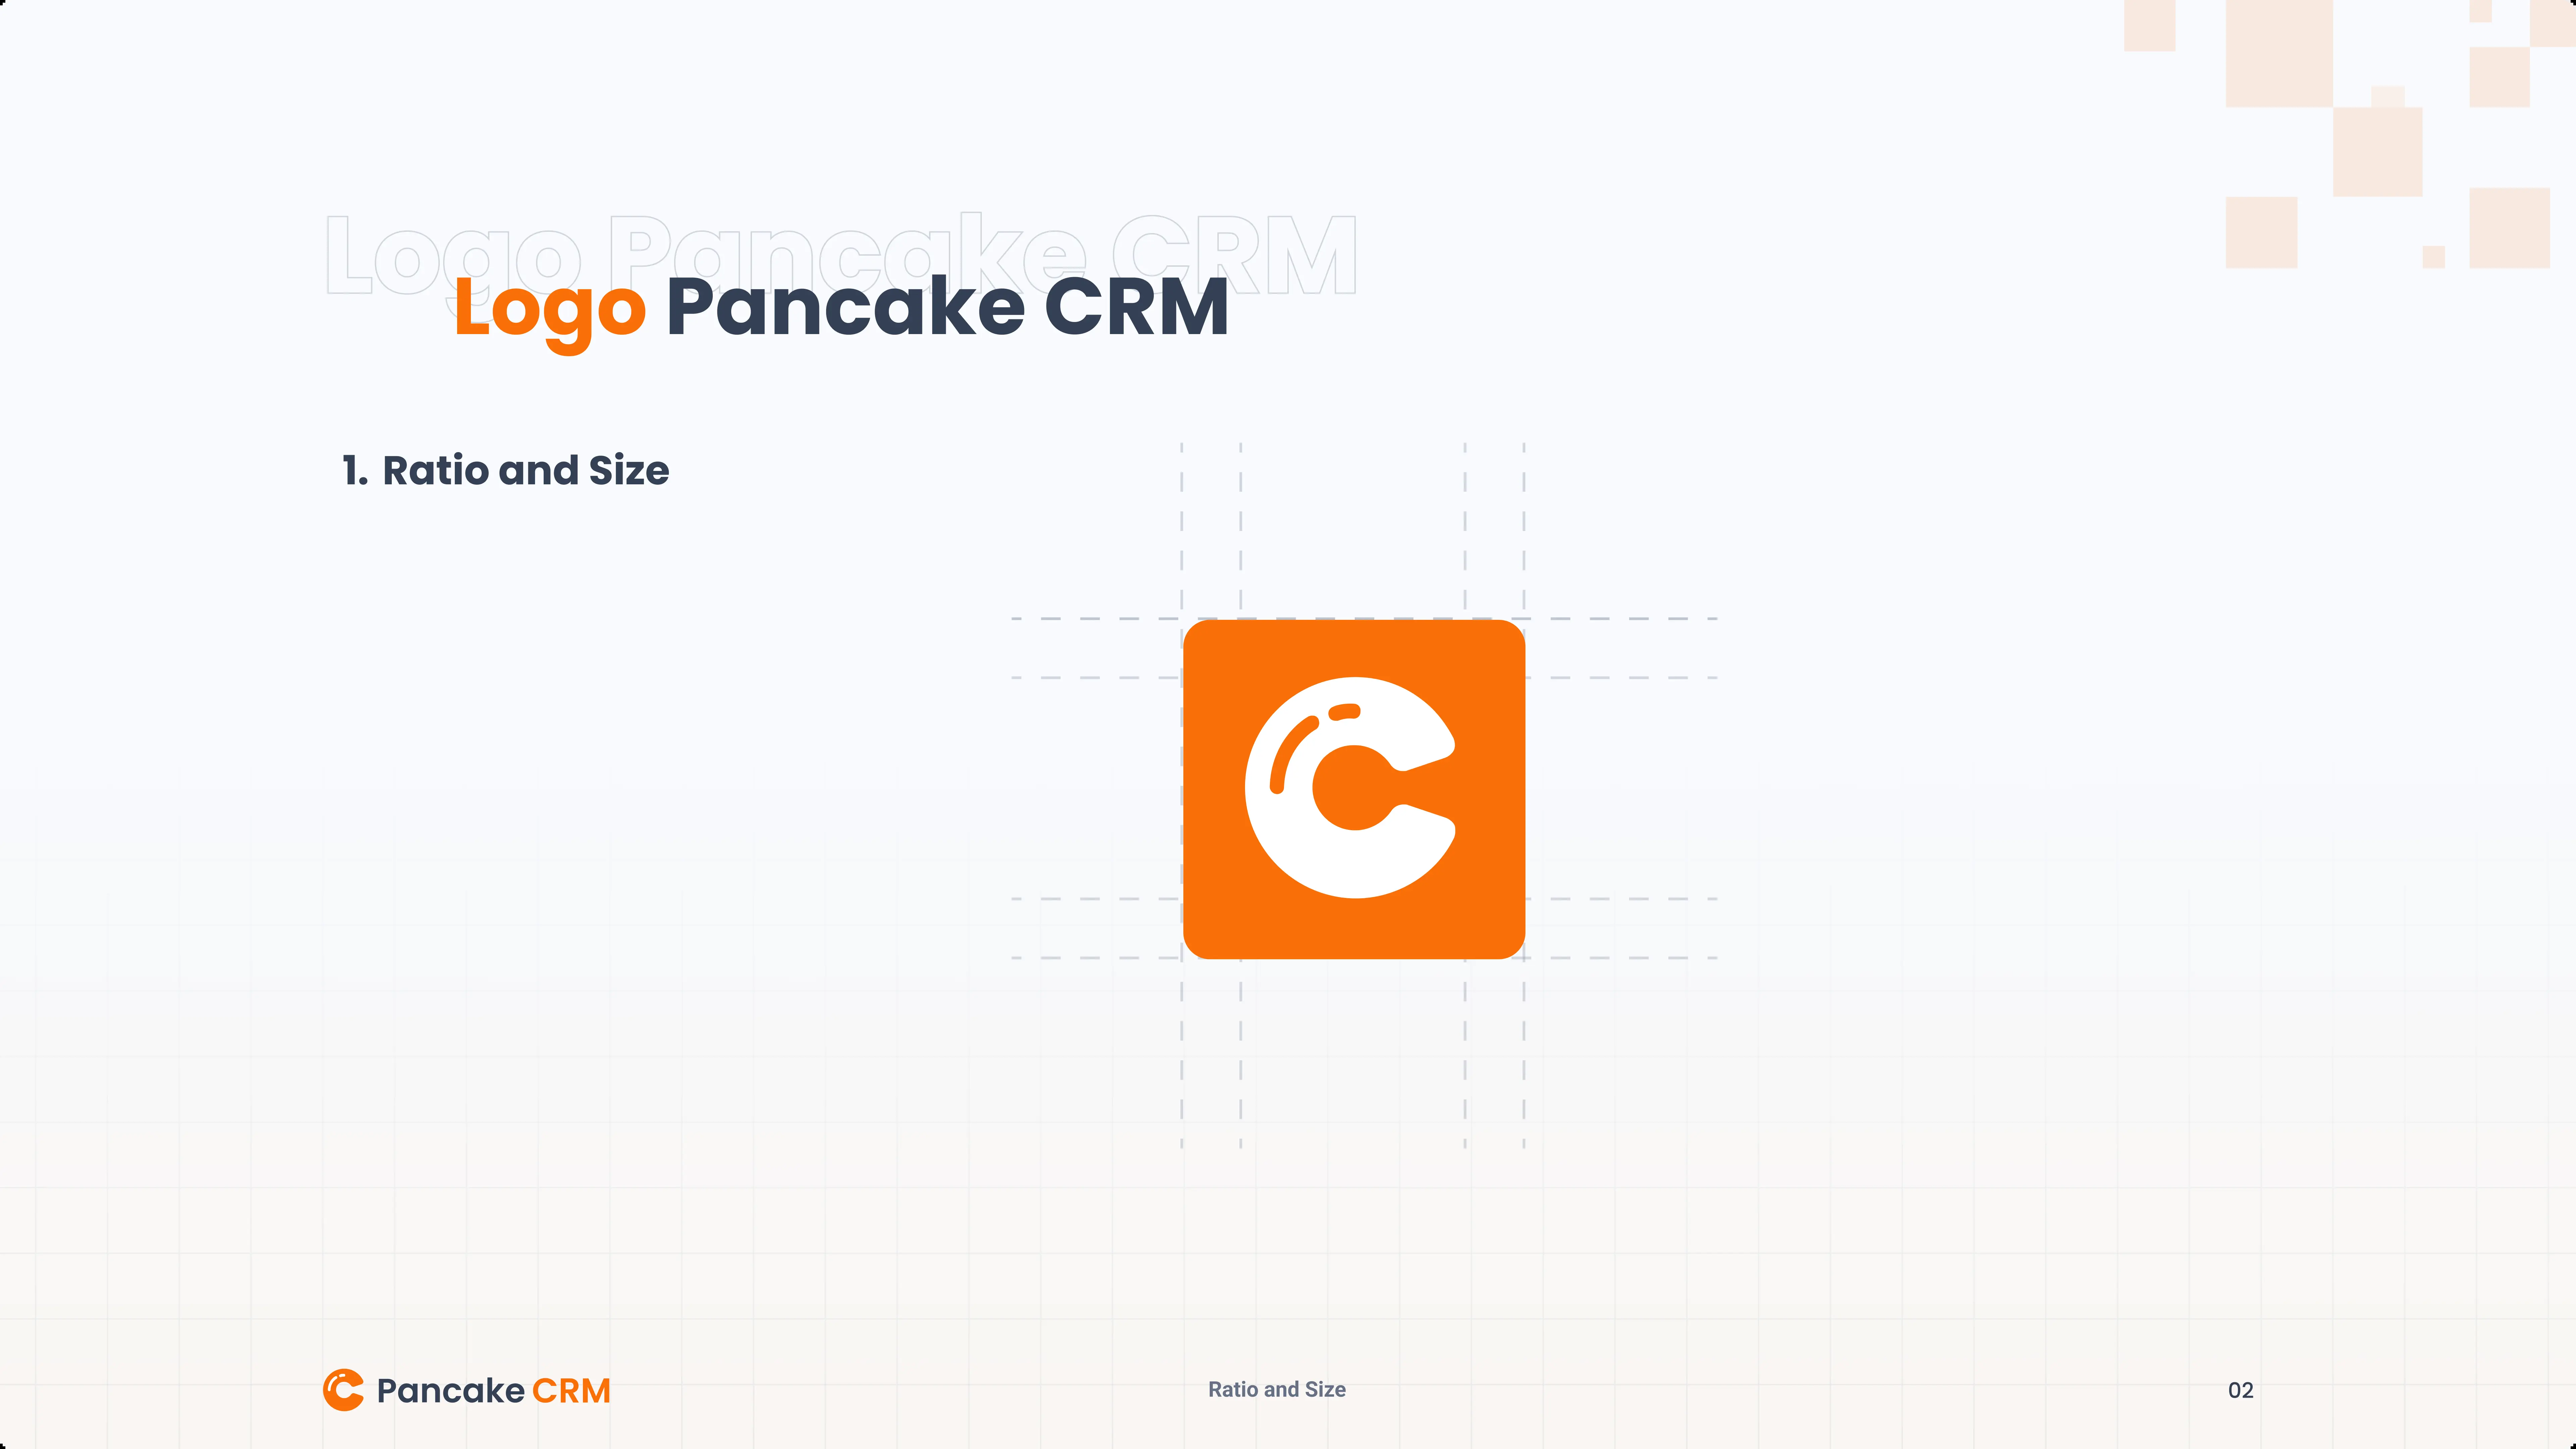 Logo Pancake CRM
Logo Pancake CRM
1. Ratio and Size
Pancake CRM
Ratio and Size
02